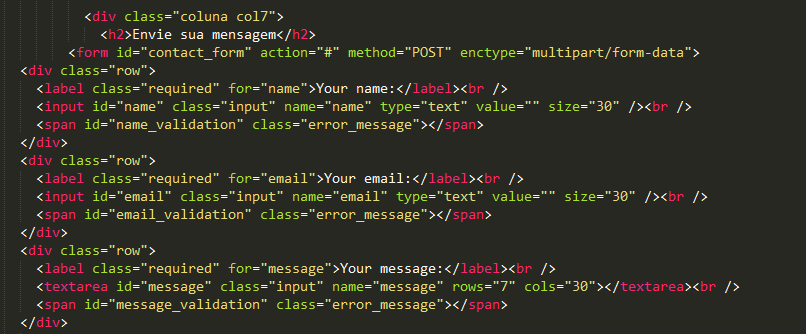 <div class="coluna col7">
<h2>Envie sua mensagem</h2>
<form id="contact_form" action="#" method="POST" enctype="multipart/form-data">
<div class="row">
<label class="required" for="name">Your name:</label><br />
<input id="name" class="input" name="name" type="text" value="" size="30" /><br />
<span id="name_validation" class="error_message"></span>
</div>
<div class="row">
<label class="required" for="email">Your email:</label><br />
<input id="email" class="input" name="email" type="text" value="" size="30" /><br />
<span id="email_validation" class="error_message"></span>
</div>
<div class="row">
<label class="required" for="message">Your message:</label><br />
<textarea id="message" class="input" name="message" rows="7" cols="30"></textarea><br />
<span id="message_validation" class="error_message"></span>
</div>